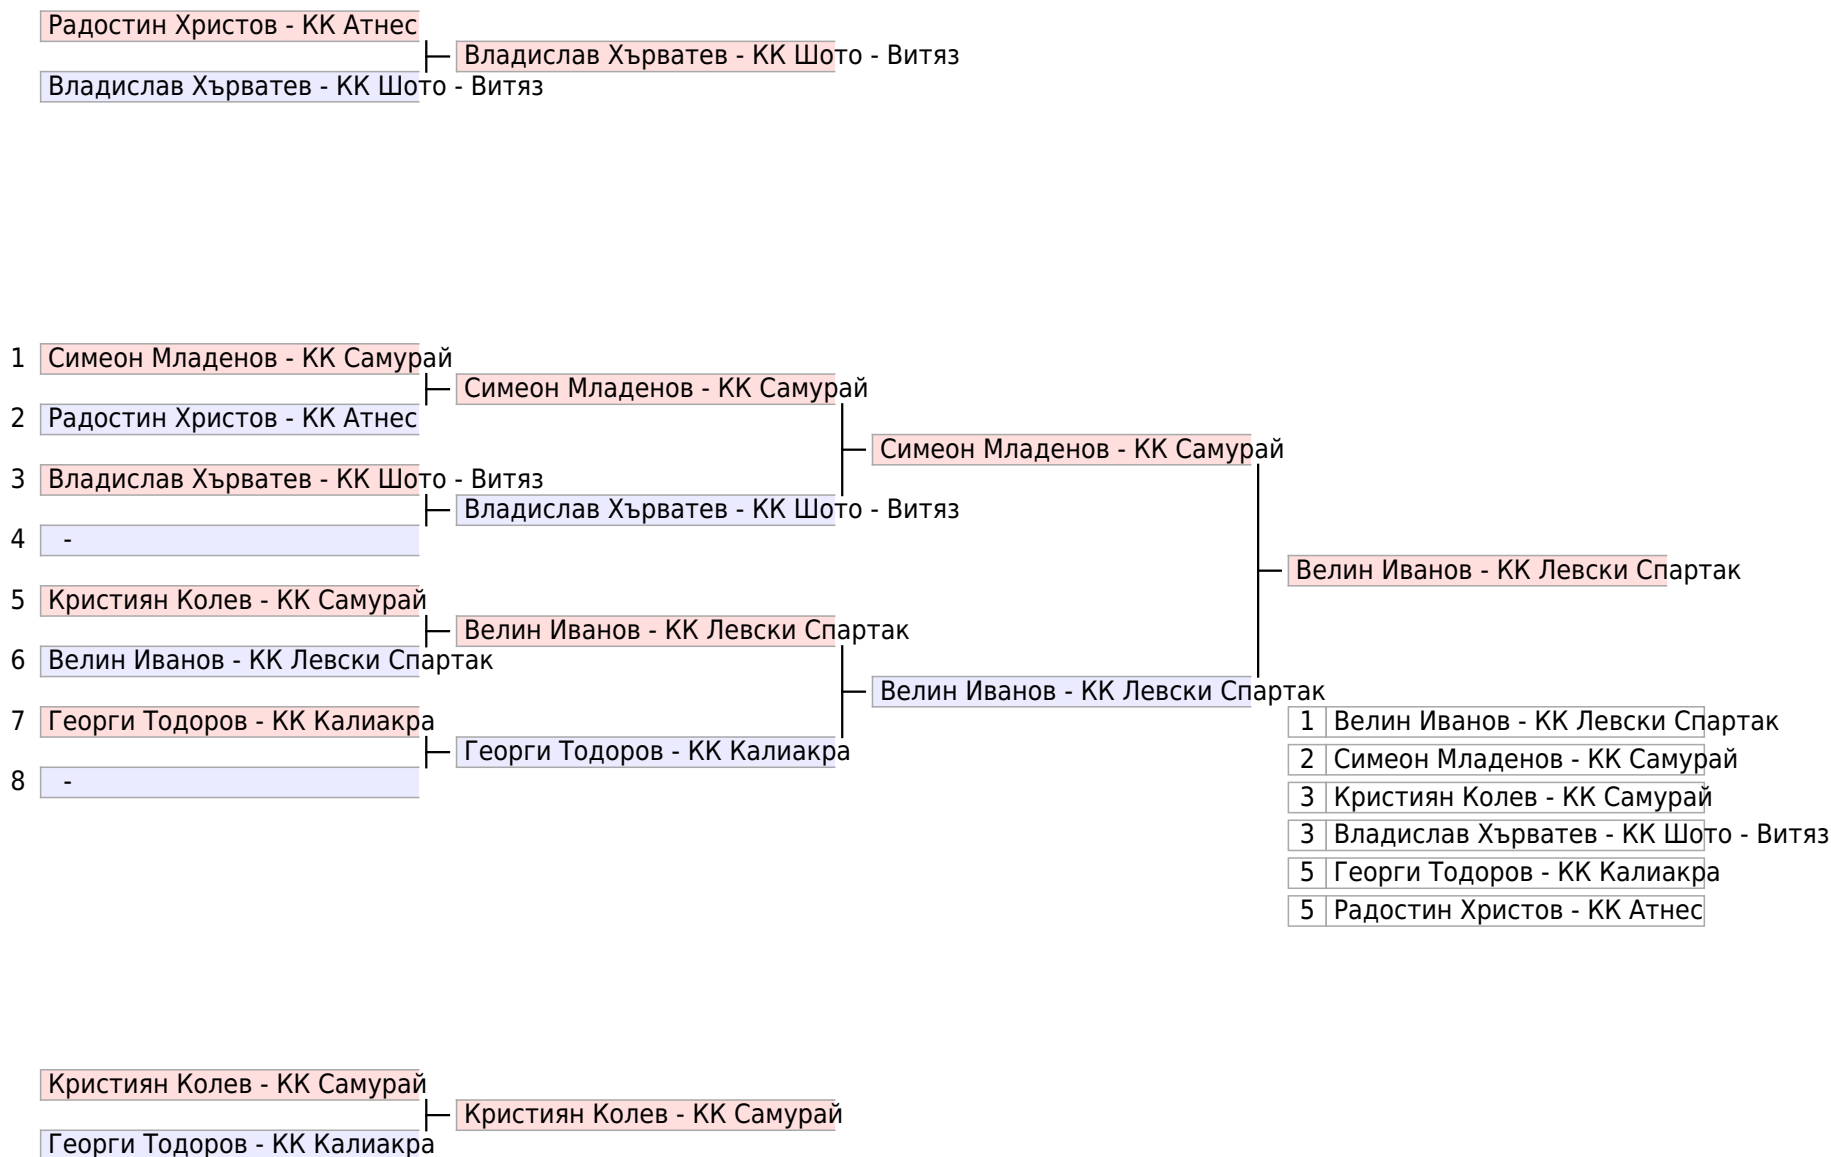 Радостин Христов - КК Атнес
Владислав Хърватев - КК Шото - Витяз
Владислав Хърватев - КК Шото - Витяз
1 Симеон Младенов - КК Самурай
Симеон Младенов - КК Самурай
2 Радостин Христов - КК Атнес
Симеон Младенов - КК Самурай
3 Владислав Хърватев - КК Шото - Витяз
Владислав Хърватев - КК Шото - Витяз
4 -
Велин Иванов - КК Левски Спартак
5 Кристиян Колев - КК Самурай
Велин Иванов - КК Левски Спартак
6 Велин Иванов - КК Левски Спартак
Велин Иванов - КК Левски Спартак
7 Георги Тодоров - КК Калиакра
Георги Тодоров - КК Калиакра
8 -
1 Велин Иванов - КК Левски Спартак
2 Симеон Младенов - КК Самурай
3 Кристиян Колев - КК Самурай
3 Владислав Хърватев - КК Шото - Витяз
5 Георги Тодоров - КК Калиакра
5 Радостин Христов - КК Атнес
Кристиян Колев - КК Самурай
Кристиян Колев - КК Самурай
Георги Тодоров - КК Калиакра